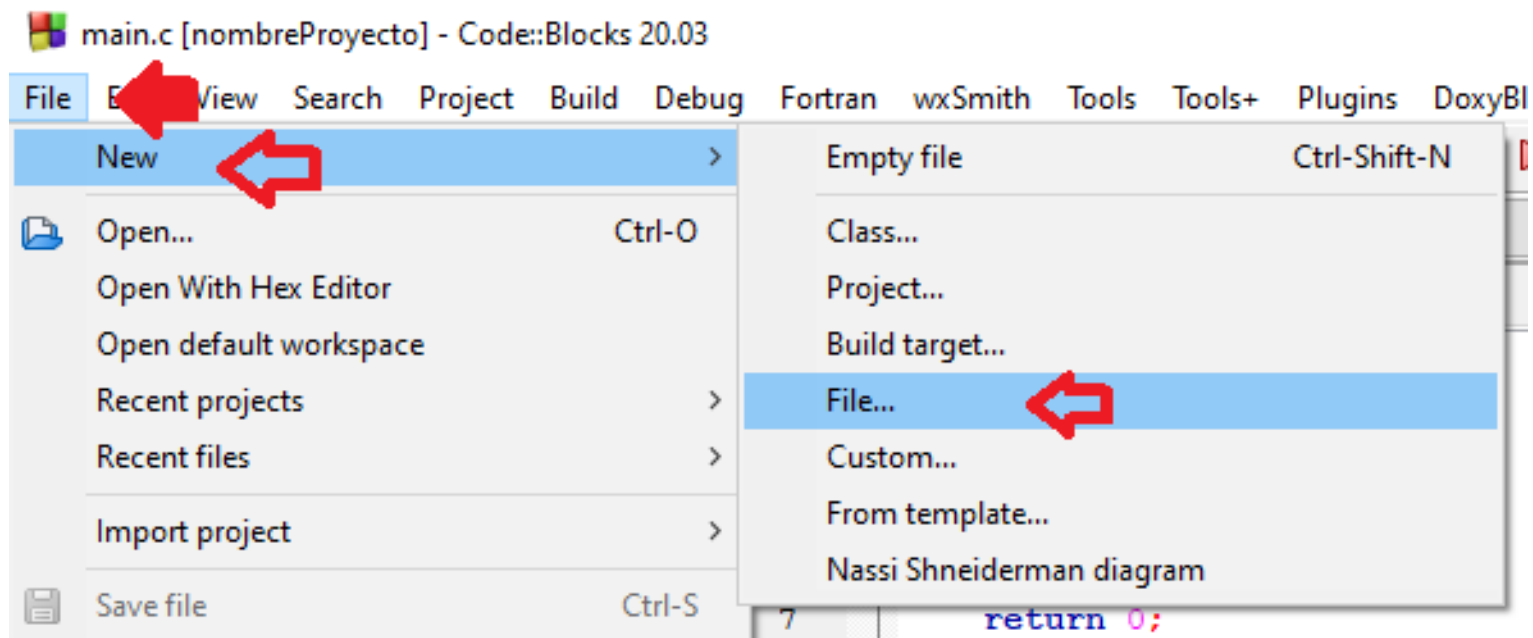 main.c [nombreProyecto] - Code::Blocks 20.03
File View Search Project Build Debug Fortran wxSmith Tools Tools+ Plugins DoxyBl
New
Open... Ctrl-O
Open With Hex Editor
Open default workspace
Recent projects
Recent files
Import project
Save file Ctrl-S
Empty file Ctrl-Shift-N
Class...
Project...
Build target...
File...
Custom...
From template...
Nassi Shneiderman diagram
7 return 0;